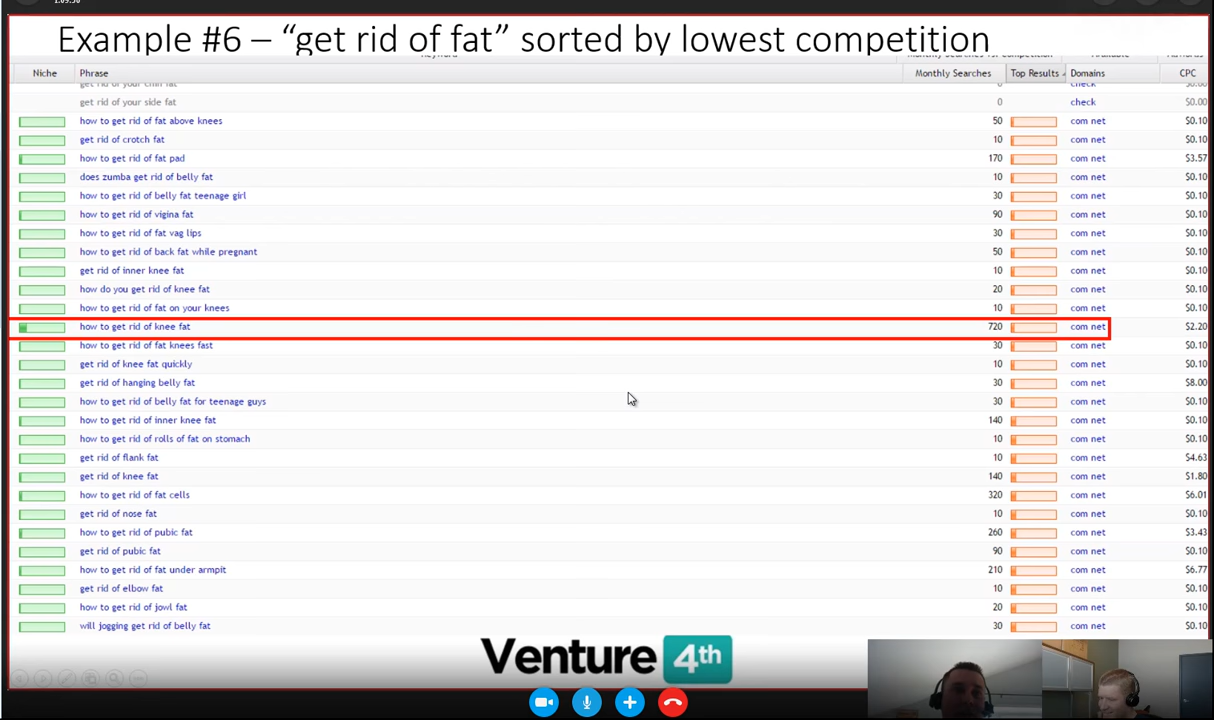 1:09:50
Example #6 – “get rid of fat” sorted by lowest competition
Niche Phrase Monthly Searches Top Results Domains CPC
get rid of your chin fat 0 check $0.00
get rid of your side fat 0 check $0.00
how to get rid of fat above knees 50 com net $0.10
get rid of crotch fat 10 com net $0.10
how to get rid of fat pad 170 com net $3.57
does zumba get rid of belly fat 10 com net $0.10
how to get rid of belly fat teenage girl 30 com net $0.10
how to get rid of vigina fat 90 com net $0.10
how to get rid of fat vag lips 30 com net $0.10
how to get rid of back fat while pregnant 50 com net $0.10
get rid of inner knee fat 10 com net $0.10
how do you get rid of knee fat 20 com net $0.10
how to get rid of fat on your knees 10 com net $0.10
how to get rid of knee fat 720 com net $2.20
how to get rid of fat knees fast 30 com net $0.10
get rid of knee fat quickly 10 com net $0.10
get rid of hanging belly fat 30 com net $8.00
how to get rid of belly fat for teenage guys 30 com net $0.10
how to get rid of inner knee fat 140 com net $0.10
how to get rid of rolls of fat on stomach 10 com net $0.10
get rid of flank fat 10 com net $4.63
get rid of knee fat 140 com net $1.80
how to get rid of fat cells 320 com net $6.01
get rid of nose fat 10 com net $0.10
how to get rid of pubic fat 260 com net $3.43
get rid of pubic fat 90 com net $0.10
how to get rid of fat under armpit 210 com net $6.77
get rid of elbow fat 10 com net $0.10
how to get rid of jowl fat 20 com net $0.10
will jogging get rid of belly fat 30 com net $0.10
Venture 4th